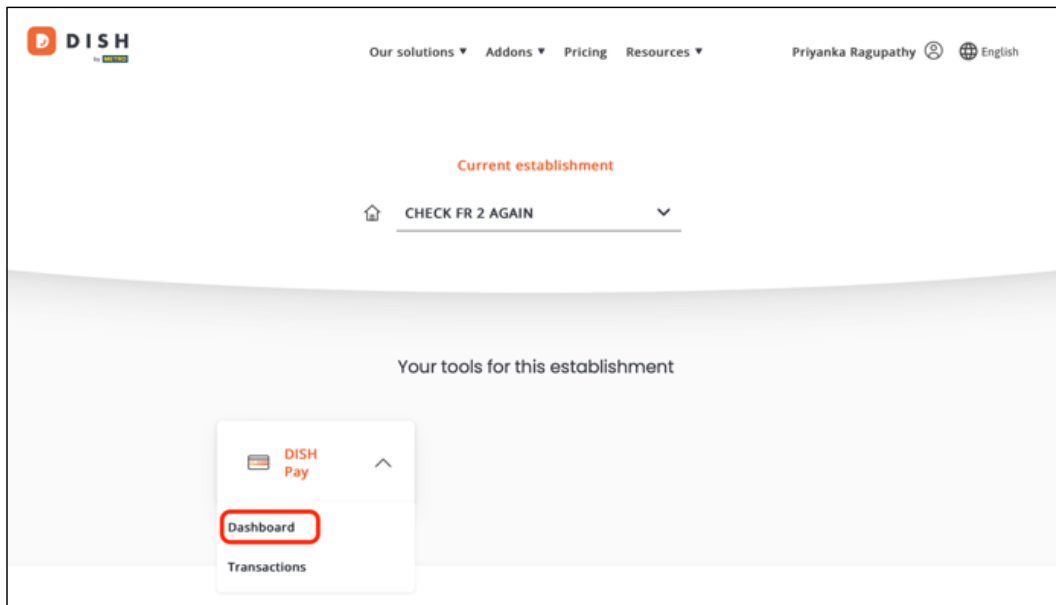 DISH
by METRO
Our solutions ▼ Addons ▼ Pricing Resources ▼ Priyanka Ragupathy English
Current establishment
CHECK FR 2 AGAIN
Your tools for this establishment
DISH
Pay
Dashboard
Transactions